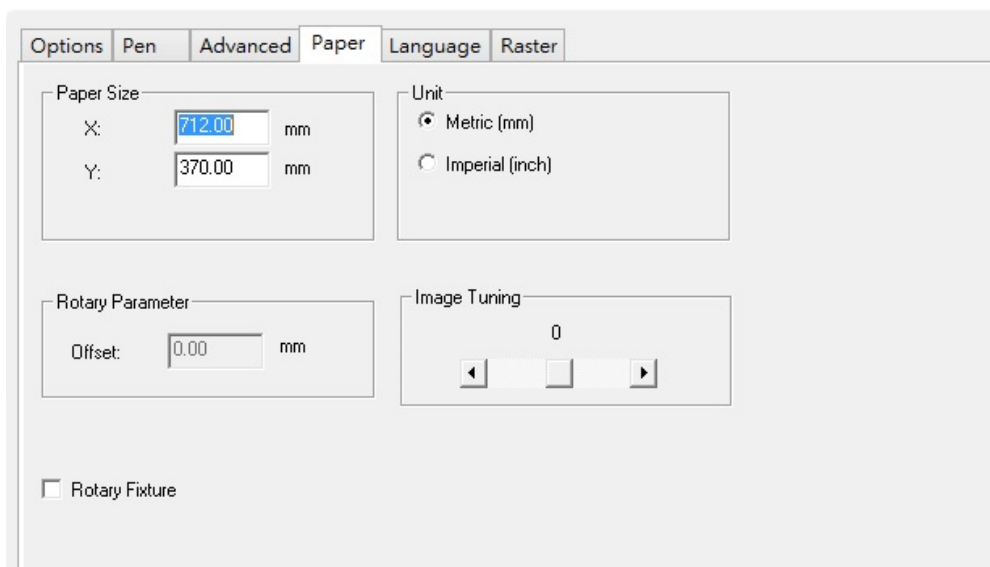 Options Pen Advanced Paper Language Raster
Paper Size
X: 712.00 mm
Y: 370.00 mm
Unit
Metric (mm)
Imperial (inch)
Rotary Parameter
Offset: 0.00 mm
Image Tuning
0
Rotary Fixture